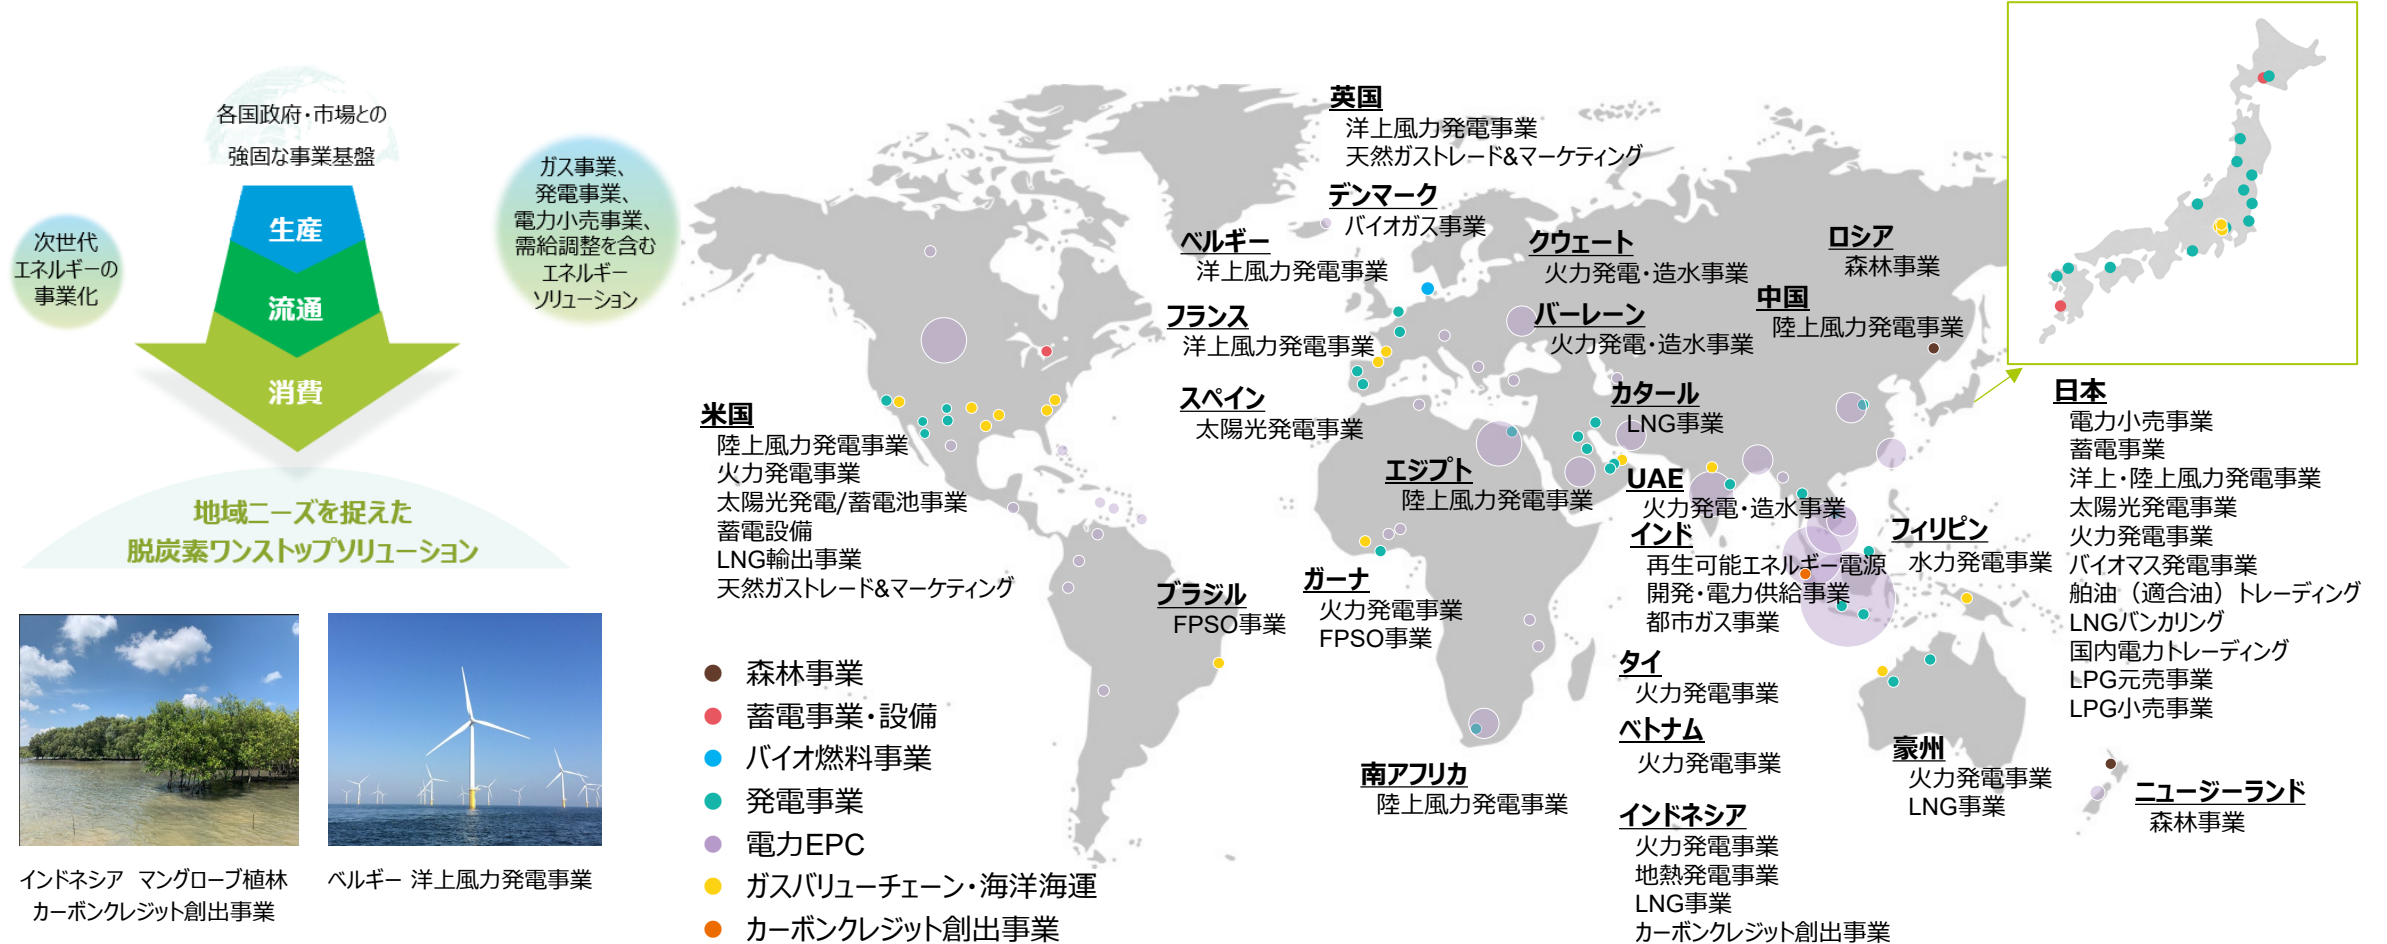 各国政府・市場との
強固な事業基盤
生産
流通
消費
次世代
エネルギーの
事業化
ガス事業、
発電事業、
電力小売事業、
需給調整を含む
エネルギー
ソリューション
地域ニーズを捉えた
脱炭素ワンストップソリューション
インドネシア マングローブ植林
カーボンクレジット創出事業
ベルギー 洋上風力発電事業
米国
陸上風力発電事業
火力発電事業
太陽光発電/蓄電池事業
蓄電設備
LNG輸出事業
天然ガストレード&マーケティング
森林事業
蓄電事業・設備
バイオ燃料事業
発電事業
電力EPC
ガスバリューチェーン・海洋海運
カーボンクレジット創出事業
英国
洋上風力発電事業
天然ガストレード&マーケティング
デンマーク
バイオガス事業
ベルギー
洋上風力発電事業
フランス
洋上風力発電事業
スペイン
太陽光発電事業
クウェート
火力発電・造水事業
バーレーン
火力発電・造水事業
カタール
LNG事業
ロシア
森林事業
中国
陸上風力発電事業
エジプト
陸上風力発電事業
UAE
火力発電・造水事業
インド
再生可能エネルギー電源
開発・電力供給事業
都市ガス事業
フィリピン
水力発電事業
ブラジル
FPSO事業
ガーナ
火力発電事業
FPSO事業
タイ
火力発電事業
ベトナム
火力発電事業
南アフリカ
陸上風力発電事業
インドネシア
火力発電事業
地熱発電事業
LNG事業
カーボンクレジット創出事業
豪州
火力発電事業
LNG事業
ニュージーランド
森林事業
日本
電力小売事業
蓄電事業
洋上・陸上風力発電事業
太陽光発電事業
火力発電事業
バイオマス発電事業
舶油（適合油）トレーディング
LNGバンカリング
国内電力トレーディング
LPG元売事業
LPG小売事業